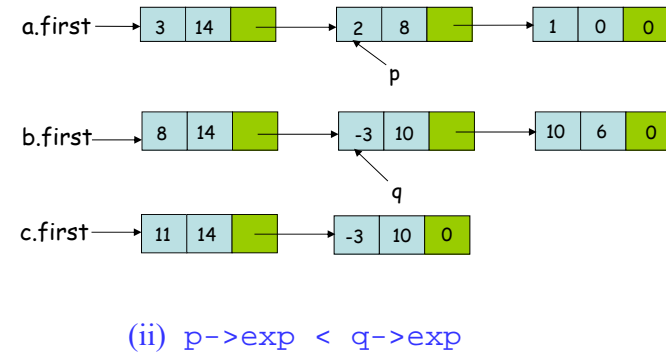 a.first 3 14 2 8 1 0 0
p
b.first 8 14 -3 10 10 6 0
q
c.first 11 14 -3 10 0
(ii) p->exp < q->exp